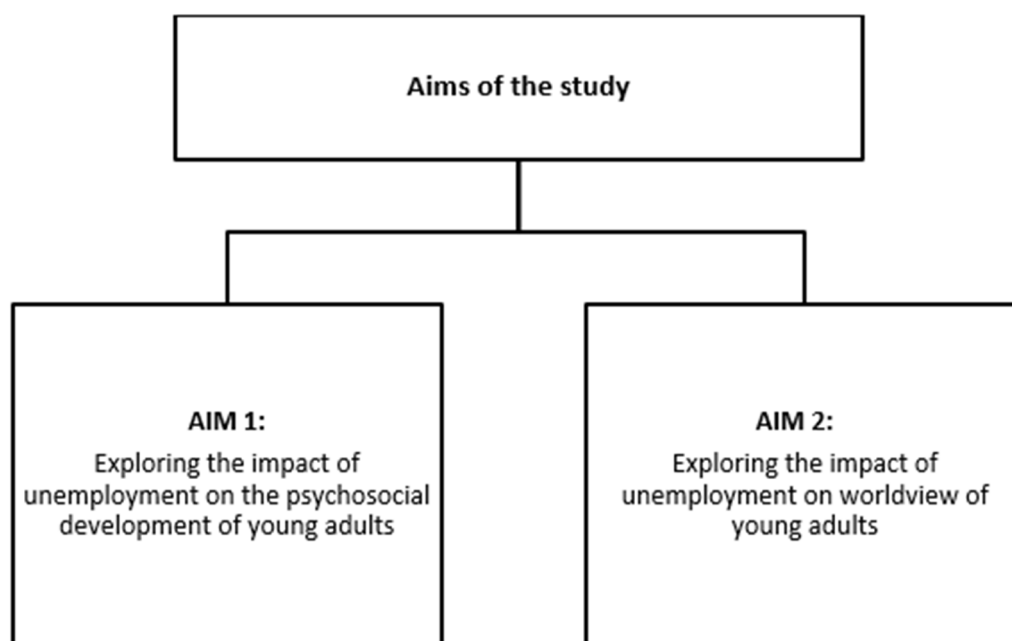 Aims of the study
AIM 1:
Exploring the impact of
unemployment on the psychosocial
development of young adults
AIM 2:
Exploring the impact of
unemployment on worldview of
young adults